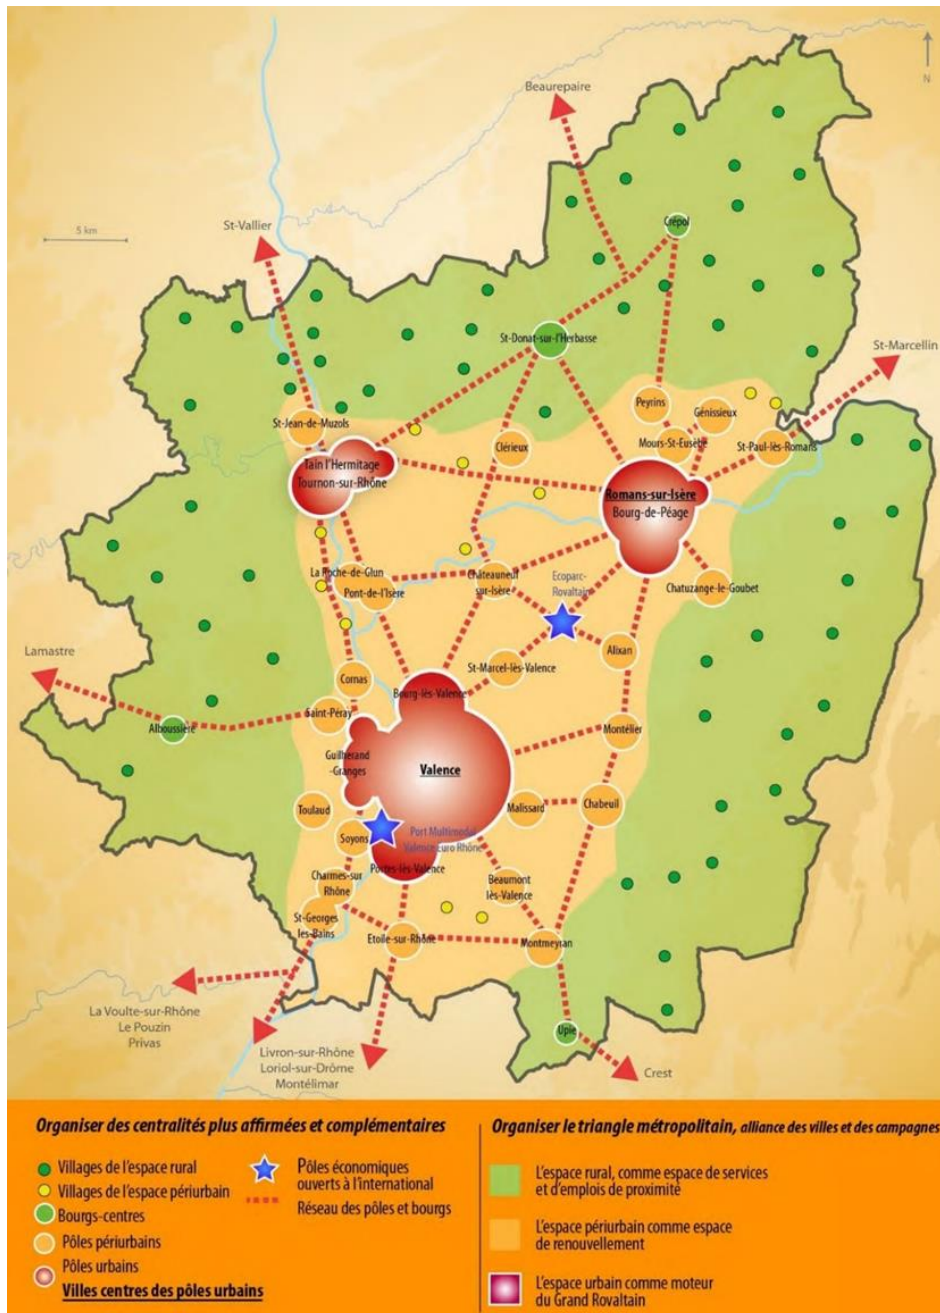 Beaurepaire
N
St-Vallier
5 km
Crépol
St-Donat-sur-l'Herbasse
St-Marcellin
St-Jean-de-Muzols
Peyrins
Génissieux
Clérieux
Mours-St-Eusèbe
St-Paul-lès-Romans
Tain l'Hermitage
Tournon-sur-Rhône
Romans-sur-Isère
Bourg-de-Péage
La Roche-de-Glun
Pont-de-l'Isère
Châteauneuf
sur-Isère
Ecoparc-
Rovaltain
Chatuzange-le-Goubet
Lamastre
Alixan
St-Marcel-lès-Valence
Cornas
Bourg-lès-Valence
Saint-Péray
Alboussière
Montélier
Guilherand
-Granges
Valence
Toulaud
Malissard
Chabeuil
Soyons
Port Multimodal
Valence Euro Rhône
Portes-lès-Valence
Charmes-sur
Rhône
Beaumont
lès-Valence
St-Georges
les-Bains
Etoile-sur-Rhône
Montmeyran
La Voulte-sur-Rhône
Le Pouzin
Privas
Livron-sur-Rhône
Loriol-sur-Drôme
Montélimar
Upie
Crest
Organiser des centralités plus affirmées et complémentaires
Villages de l'espace rural
Villages de l'espace périurbain
Bourgs-centres
Pôles périurbains
Pôles urbains
Villes centres des pôles urbains
Pôles économiques
ouverts à l'international
Réseau des pôles et bourgs
Organiser le triangle métropolitain, alliance des villes et des campagnes
L'espace rural, comme espace de services
et d'emplois de proximité
L'espace périurbain comme espace
de renouvellement
L'espace urbain comme moteur
du Grand Rovaltain